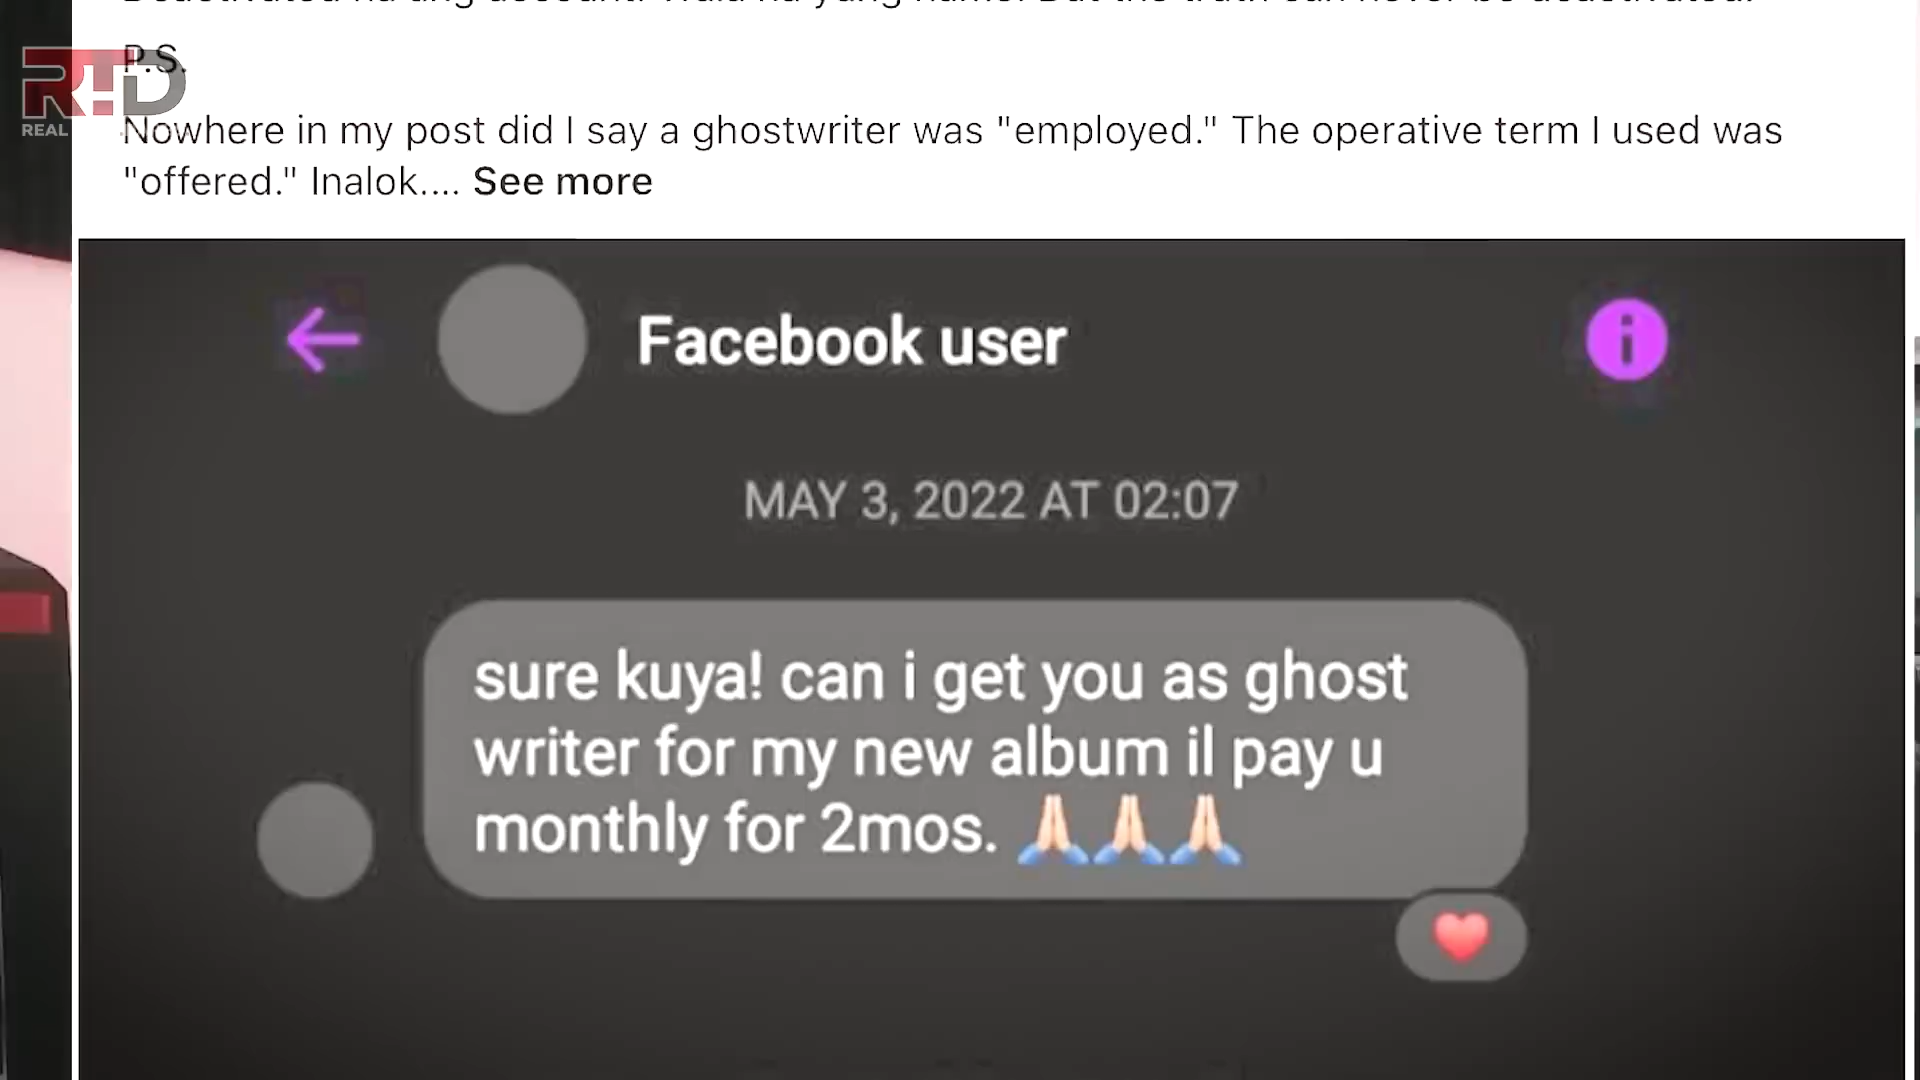 P.S.
Nowhere in my post did I say a ghostwriter was "employed." The operative term I used was
"offered." Inalok.... See more
RTD
REAL
Facebook user
MAY 3, 2022 AT 02:07
sure kuya! can i get you as ghost
writer for my new album il pay u
monthly for 2mos. 🙏🏻🙏🏻🙏🏻